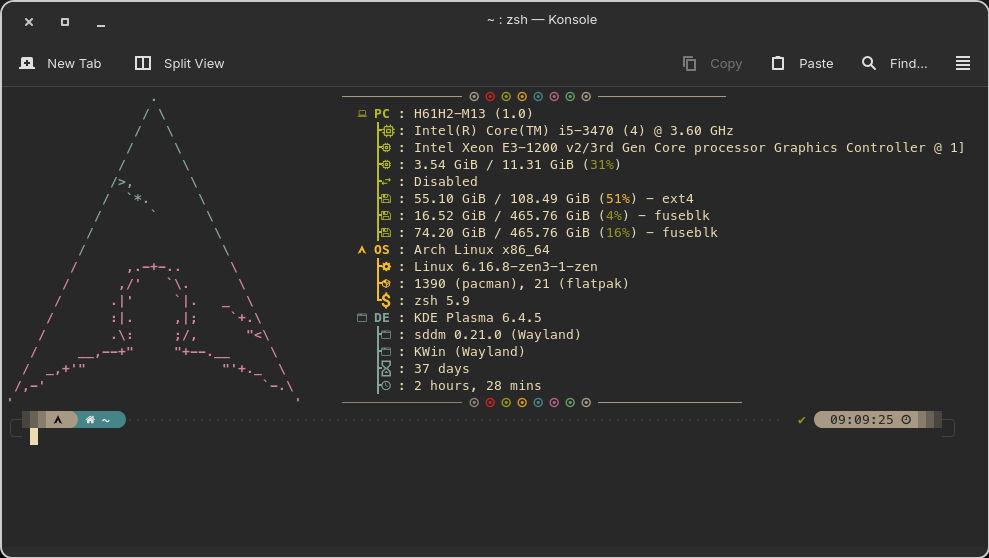 ~ : zsh — Konsole
New Tab Split View Copy Paste Find...
PC : H61H2-M13 (1.0)
: Intel(R) Core(TM) i5-3470 (4) @ 3.60 GHz
: Intel Xeon E3-1200 v2/3rd Gen Core processor Graphics Controller @ 1]
: 3.54 GiB / 11.31 GiB (31%)
: Disabled
: 55.10 GiB / 108.49 GiB (51%) - ext4
: 16.52 GiB / 465.76 GiB (4%) - fuseblk
: 74.20 GiB / 465.76 GiB (16%) - fuseblk
OS : Arch Linux x86_64
: Linux 6.16.8-zen3-1-zen
: 1390 (pacman), 21 (flatpak)
$ : zsh 5.9
DE : KDE Plasma 6.4.5
: sddm 0.21.0 (Wayland)
: KWin (Wayland)
: 37 days
: 2 hours, 28 mins
~ ✔ 09:09:25